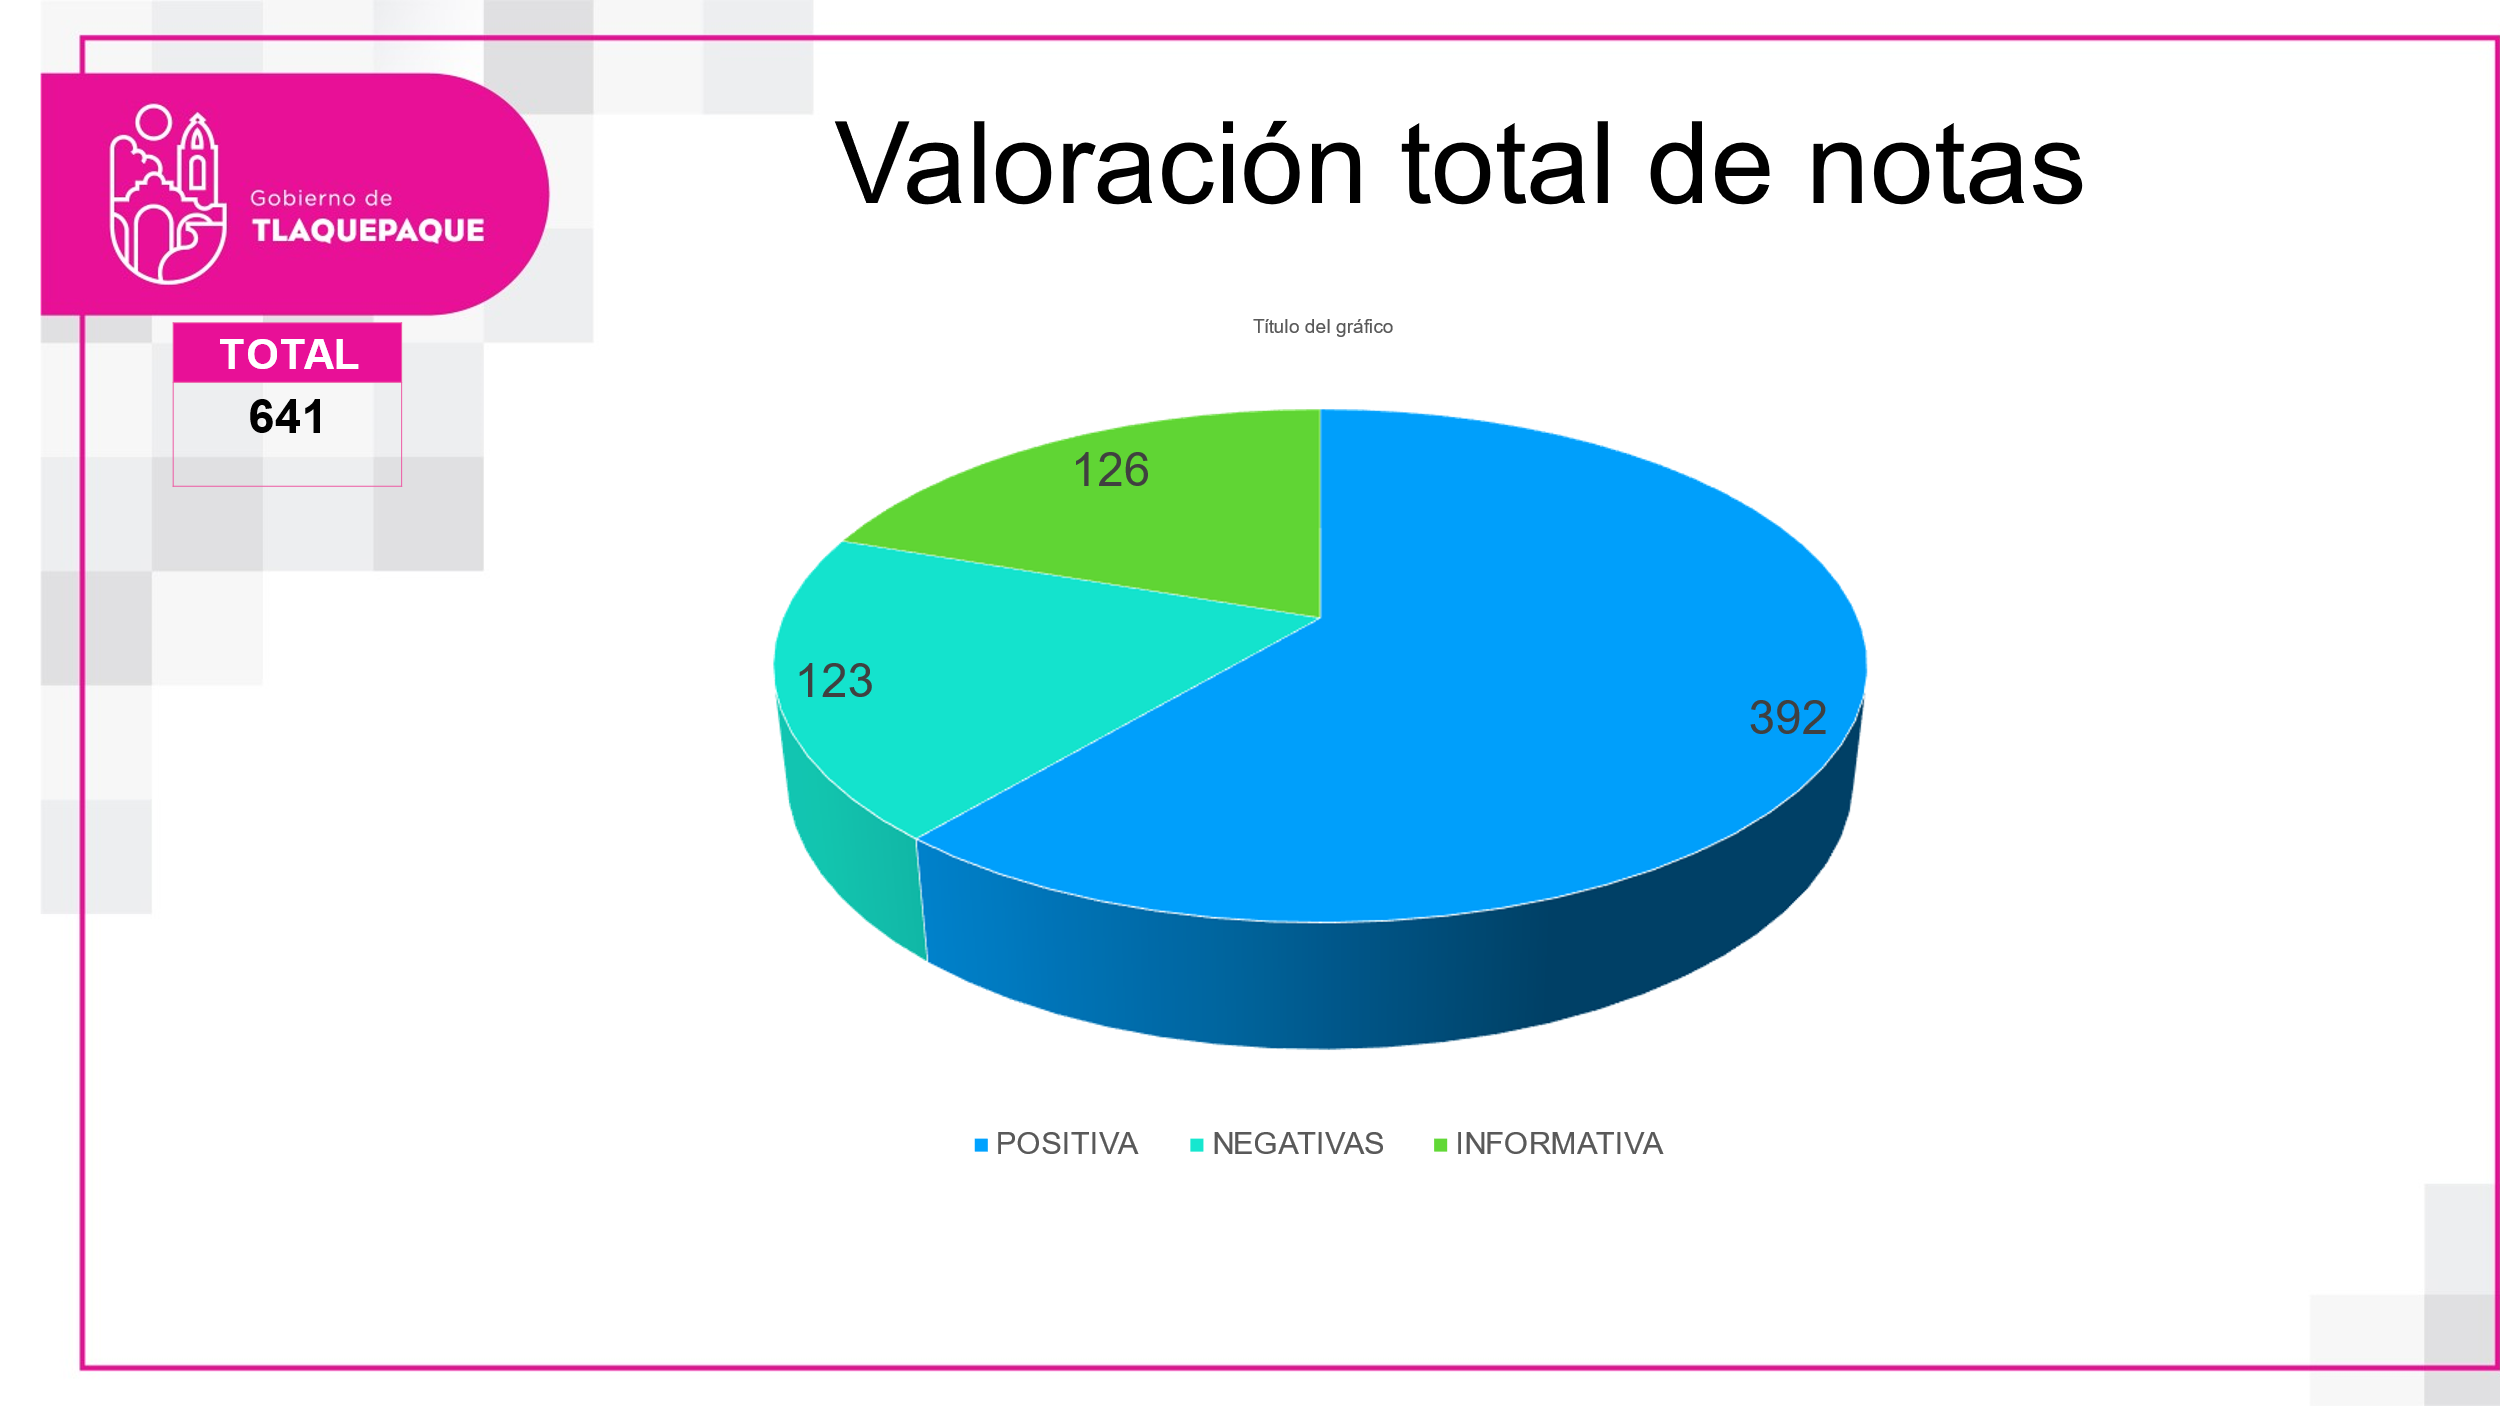 Gobierno de
TLAQUEPAQUE
Valoración total de notas
TOTAL
641
Título del gráfico
126
123
392
POSITIVA NEGATIVAS INFORMATIVA